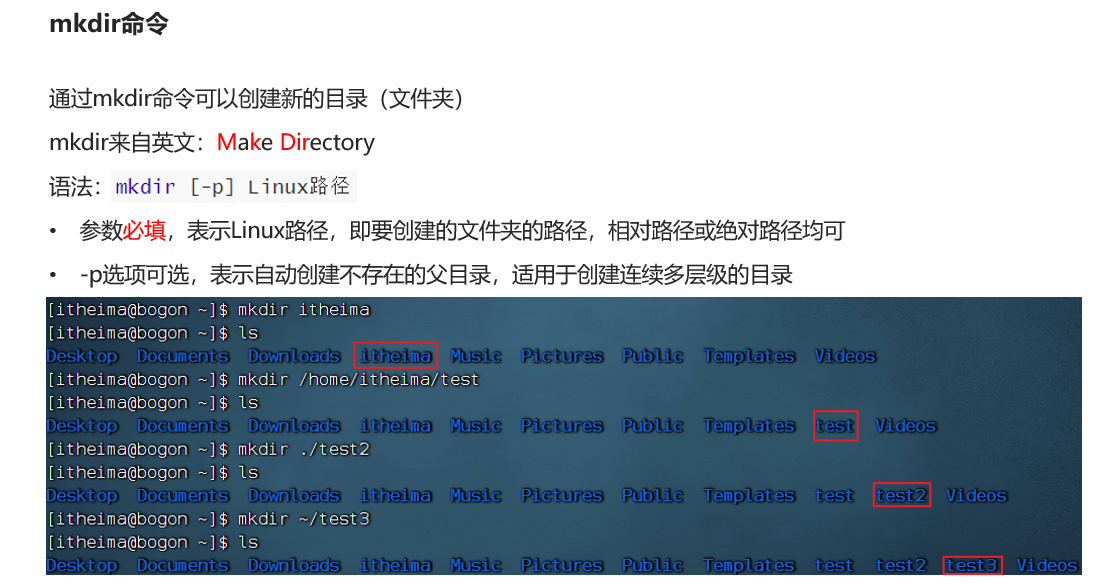 mkdir命令
通过mkdir命令可以创建新的目录（文件夹）
mkdir来自英文：Make Directory
语法：mkdir [-p] Linux路径
• 参数必填，表示Linux路径，即要创建的文件夹的路径，相对路径或绝对路径均可
• -p选项可选，表示自动创建不存在的父目录，适用于创建连续多层级的目录
[itheima@bogon ~]$ mkdir itheima
[itheima@bogon ~]$ ls
Desktop Documents Downloads itheima Music Pictures Public Templates Videos
[itheima@bogon ~]$ mkdir /home/itheima/test
[itheima@bogon ~]$ ls
Desktop Documents Downloads itheima Music Pictures Public Templates test Videos
[itheima@bogon ~]$ mkdir ./test2
[itheima@bogon ~]$ ls
Desktop Documents Downloads itheima Music Pictures Public Templates test test2 Videos
[itheima@bogon ~]$ mkdir ~/test3
[itheima@bogon ~]$ ls
Desktop Documents Downloads itheima Music Pictures Public Templates test test2 test3 Videos